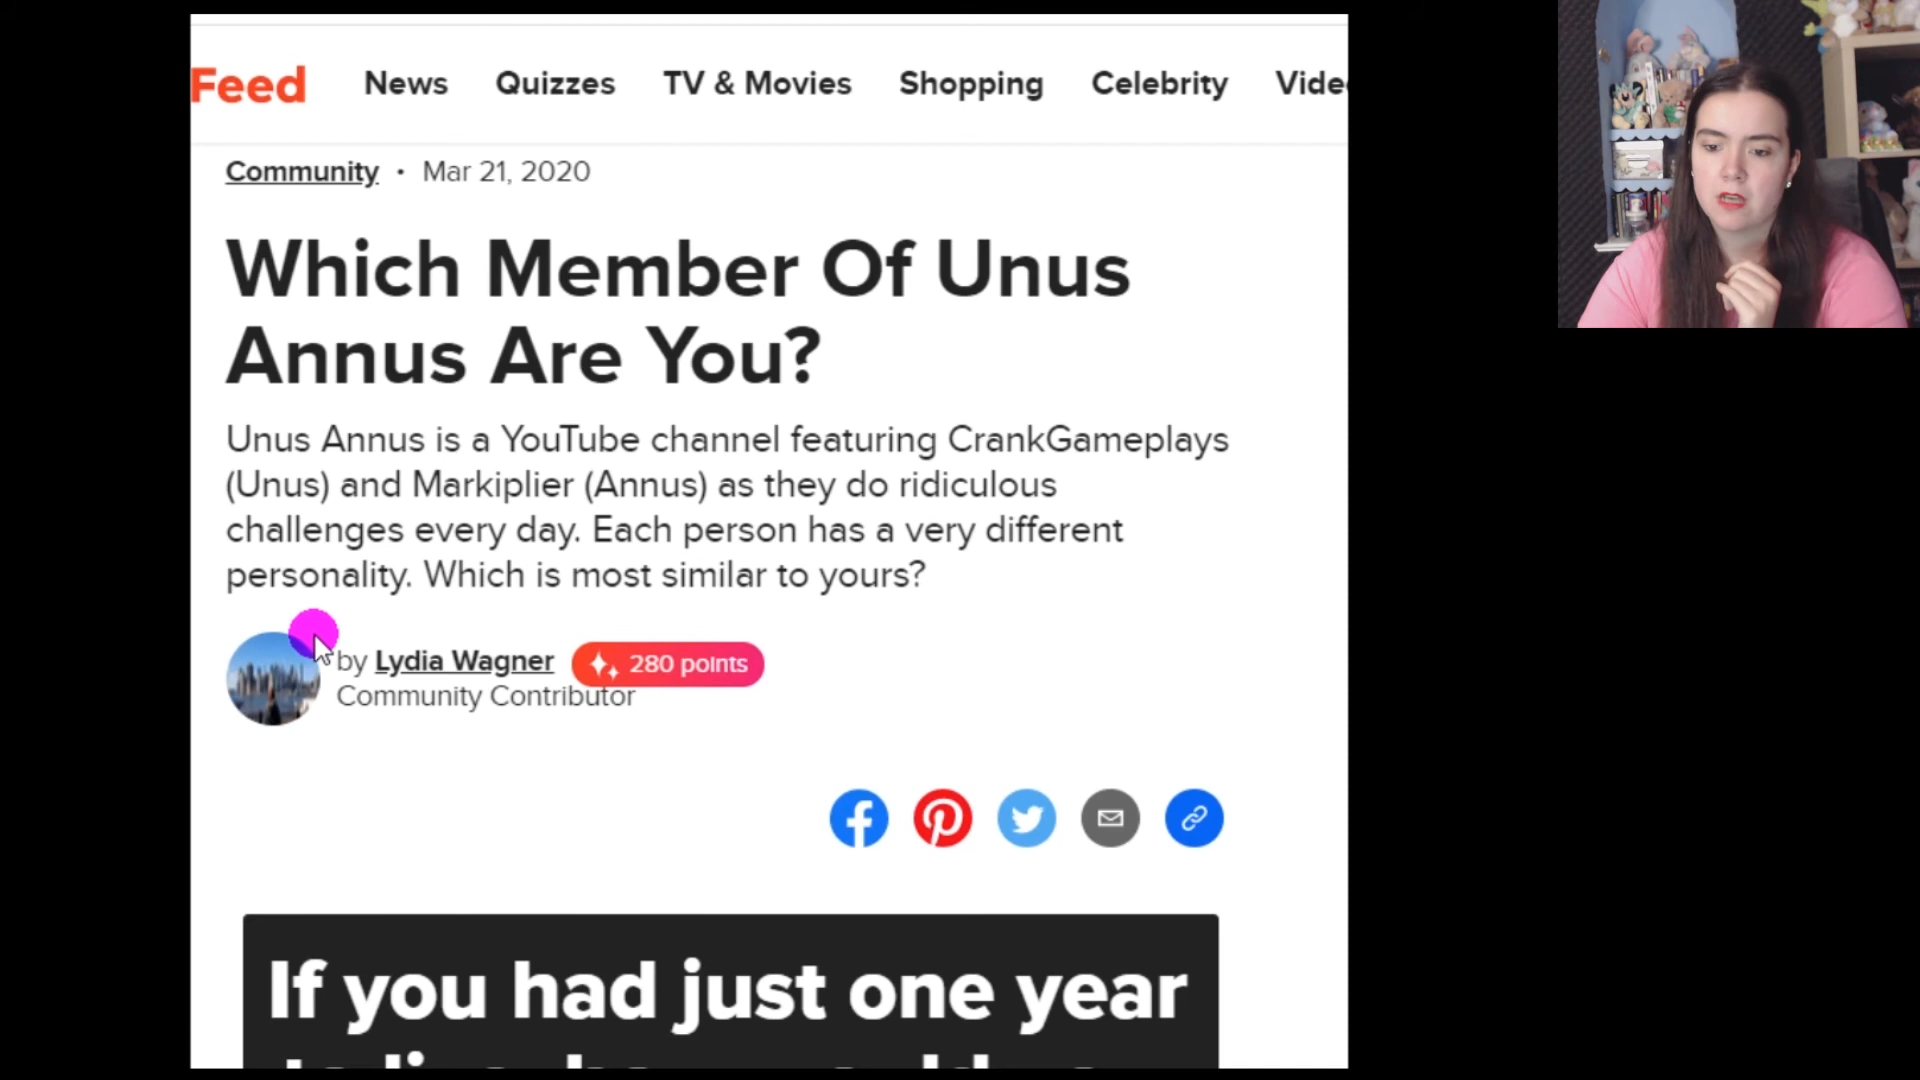 Feed News Quizzes TV & Movies Shopping Celebrity
Community • Mar 21, 2020
Which Member Of Unus
Annus Are You?
Unus Annus is a YouTube channel featuring CrankGameplays
(Unus) and Markiplier (Annus) as they do ridiculous
challenges every day. Each person has a very different
personality. Which is most similar to yours?
by Lydia Wagner 280 points
Community Contributor
If you had just one year